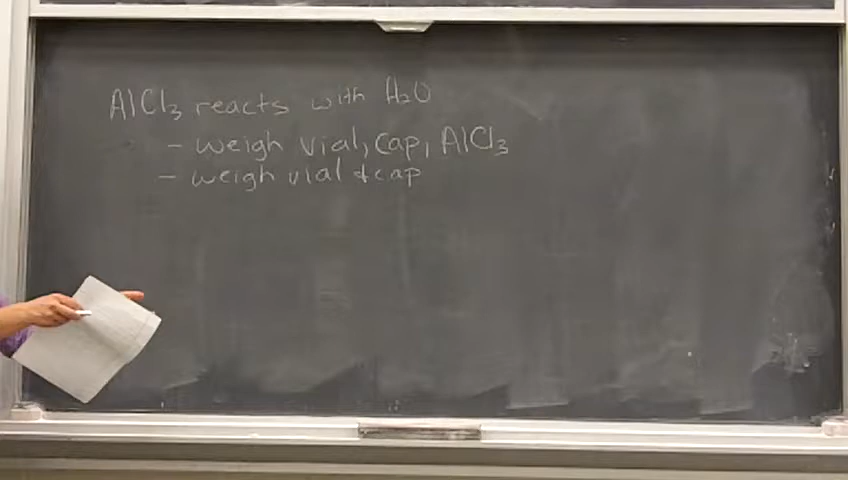 AlCl₃ reacts with H₂O
- weigh vial, cap, AlCl₃
- weigh vial & cap